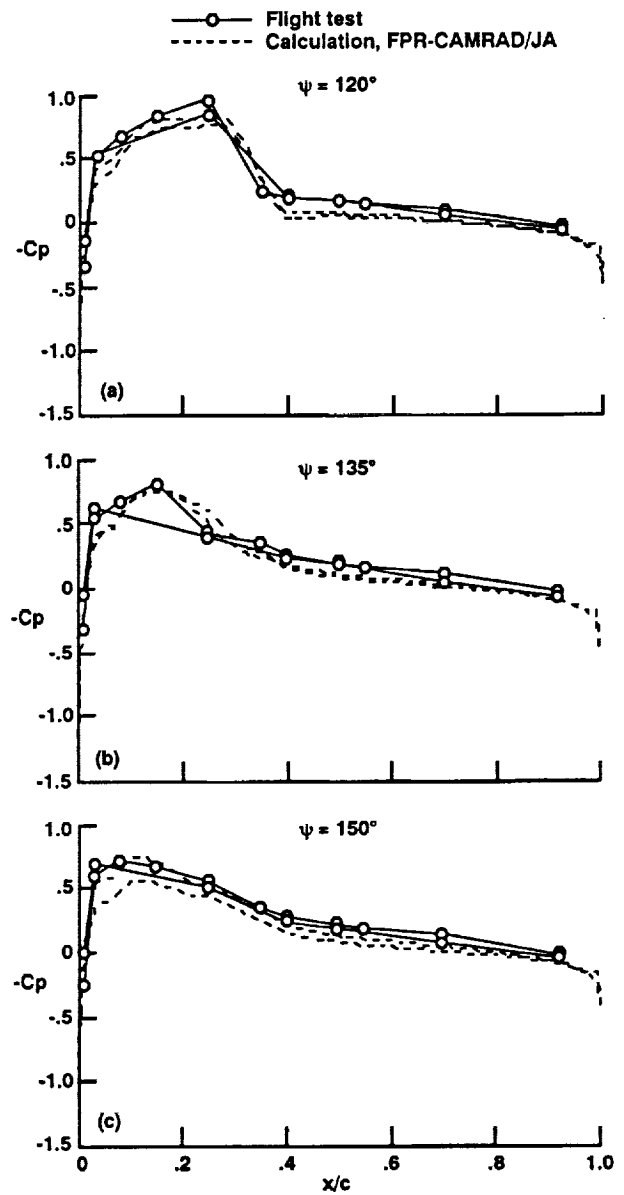 Flight test
Calculation, FPR-CAMRAD/JA
ψ = 120°
1.0
.5
0
-Cp
-.5
-1.0
(a)
-1.5
ψ = 135°
1.0
.5
0
-Cp
-.5
-1.0
(b)
-1.5
ψ = 150°
1.0
.5
0
-Cp
-.5
-1.0
(c)
-1.5
0 .2 .4 .6 .8 1.0
x/c